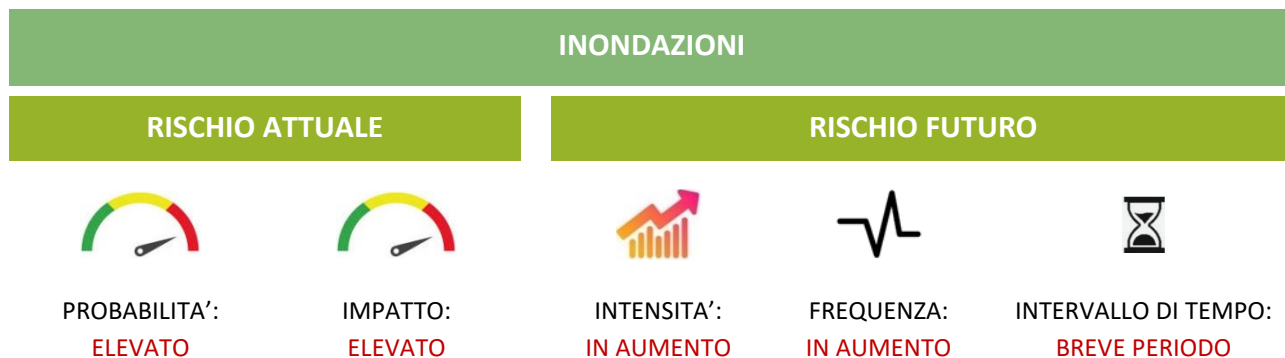 INONDAZIONI
RISCHIO ATTUALE
RISCHIO FUTURO
PROBABILITA’:
ELEVATO
IMPATTO:
ELEVATO
INTENSITA’:
IN AUMENTO
FREQUENZA:
IN AUMENTO
INTERVALLO DI TEMPO:
BREVE PERIODO